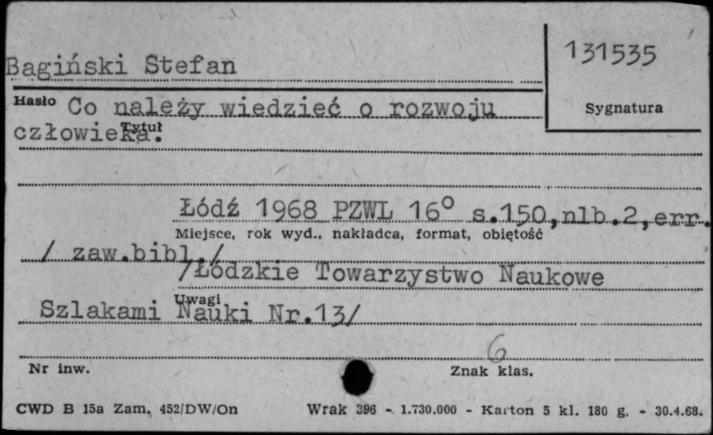 131535
Bagiński Stefan
Sygnatura
Hasło Co należy wiedzieć o rozwoju
człowieka.
Tytuł
Łódź 1968 PZWL 16° s.150,nlb.2,err.
Miejsce, rok wyd., nakładca, format, objętość
/ zaw.bibl./
/Łódzkie Towarzystwo Naukowe
Uwagi
Szlakami Nauki Nr.13/
6
Nr inw.
Znak klas.
CWD B 15a Zam. 452/DW/On Wrak 396 - 1.730.000 - Karton 5 kl. 180 g. - 30.4.68.